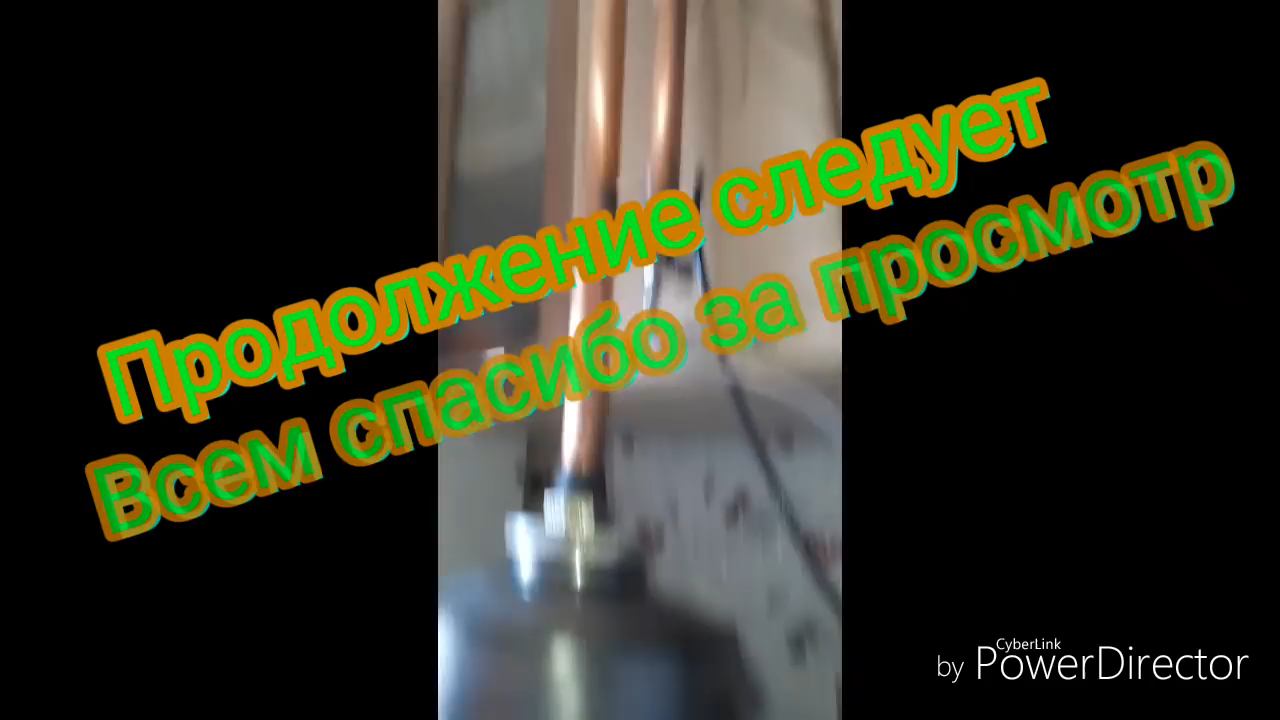 Продолжение следует
Всем спасибо за просмотр
CyberLink
by PowerDirector